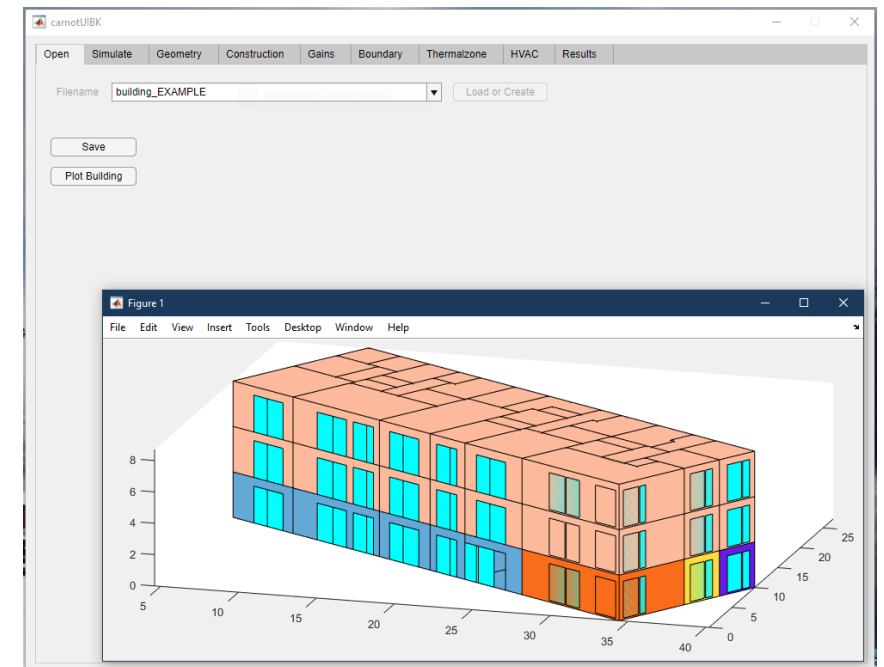 carnotUIBK
Open Simulate Geometry Construction Gains Boundary Thermalzone HVAC Results
Filename building_EXAMPLE Load or Create
Save
Plot Building
Figure 1
File Edit View Insert Tools Desktop Window Help
8
6
4
2
0
5
10
15
20
25
30
35
40
0
5
10
15
20
25